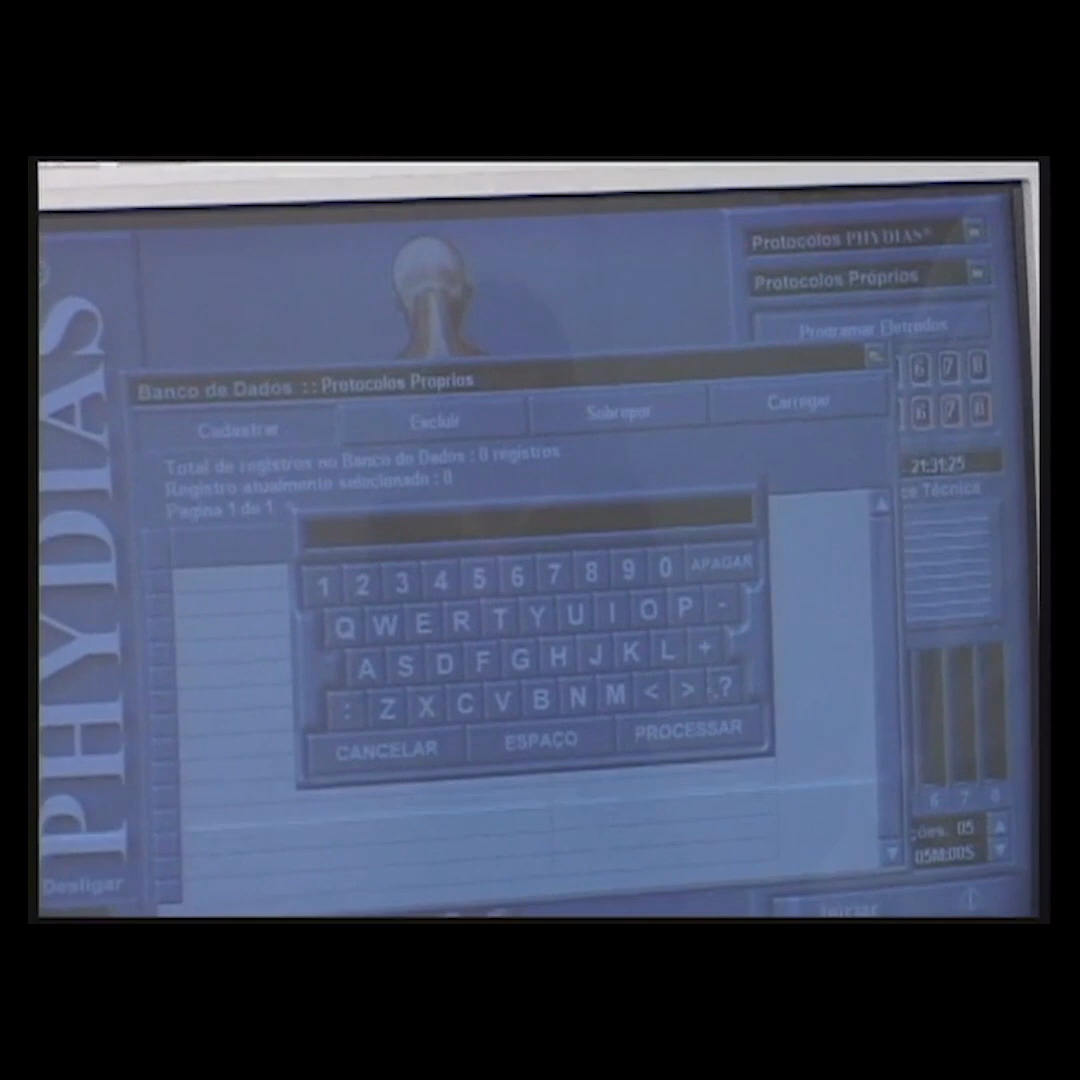 PHYDIAS
Desligar
Protocolos PHYDIAS®
Protocolos Próprios
Programar Eletrodos
6 7 8
6 7 8
21:31:25
ce Técnica
Banco de Dados :: Protocolos Proprios
Cadastrar Excluir Sobrepor Carregar
Total de registros no Banco de Dados : 0 registros
Registro atualmente selecionado : 0
Pagina 1 de 1
1 2 3 4 5 6 7 8 9 0 APAGAR
Q W E R T Y U I O P -
A S D F G H J K L +
: Z X C V B N M < > ?
CANCELAR ESPAÇO PROCESSAR
6 7 8
ções. 05
05M:00S
Iniciar